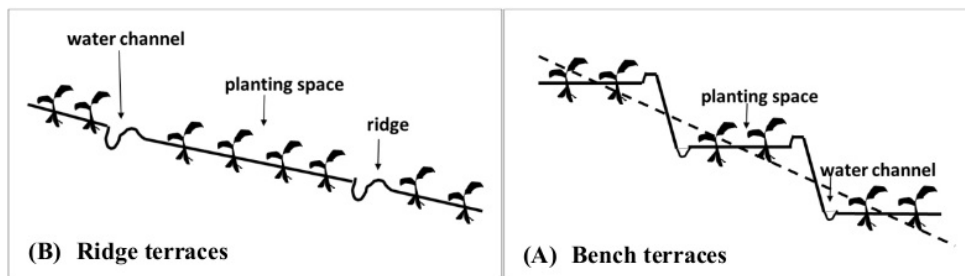 water channel
planting space
ridge
(B) Ridge terraces
planting space
water channel
(A) Bench terraces